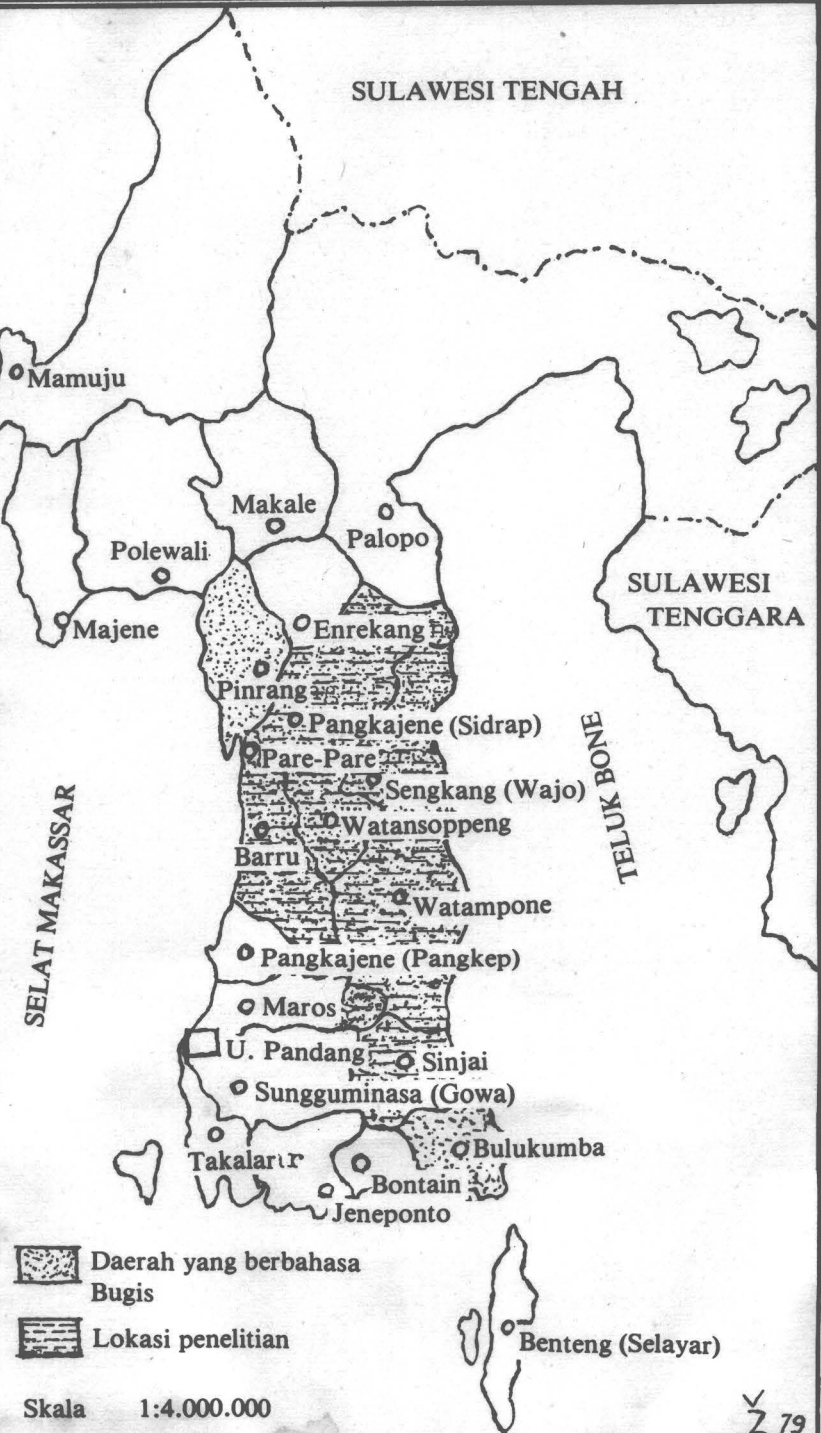 SULAWESI TENGAH
Mamuju
Makale
Palopo
Polewali
SULAWESI
TENGGARA
Majene
Enrekang
Pinrang
Pangkajene (Sidrap)
Pare-Pare
TELUK BONE
Sengkang (Wajo)
Watansoppeng
SELAT MAKASSAR
Barru
Watampone
Pangkajene (Pangkep)
Maros
U. Pandang
Sinjai
Sungguminasa (Gowa)
Bulukumba
Takalar
Bontain
Jeneponto
Daerah yang berbahasa
Bugis
Lokasi penelitian
Benteng (Selayar)
Skala 1:4.000.000
79